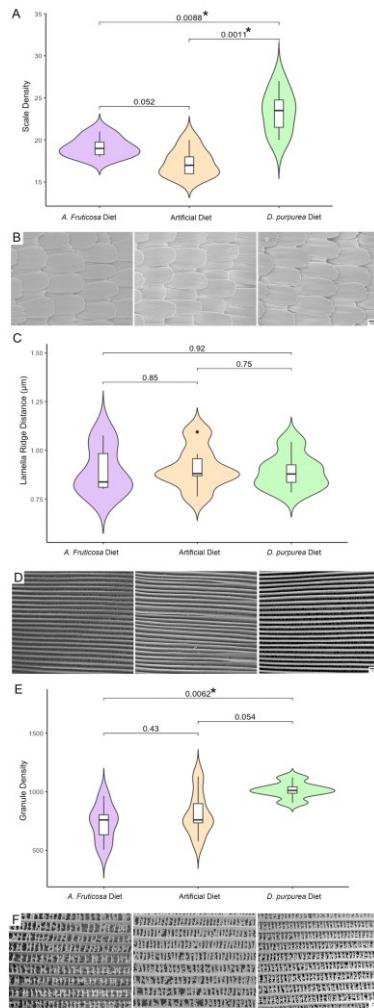 A
0.0088 *
0.0011 *
0.052
35
30
25
20
15
Scale Density
A. Fruticosa Diet Artificial Diet D. purpurea Diet
B
C
0.92
0.75
0.85
1.50
1.25
1.00
0.75
Lamella Ridge Distance (µm)
A. Fruticosa Diet Artificial Diet D. purpurea Diet
D
E
0.0062 *
0.054
0.43
1500
1000
500
Granule Density
A. Fruticosa Diet Artificial Diet D. purpurea Diet
F